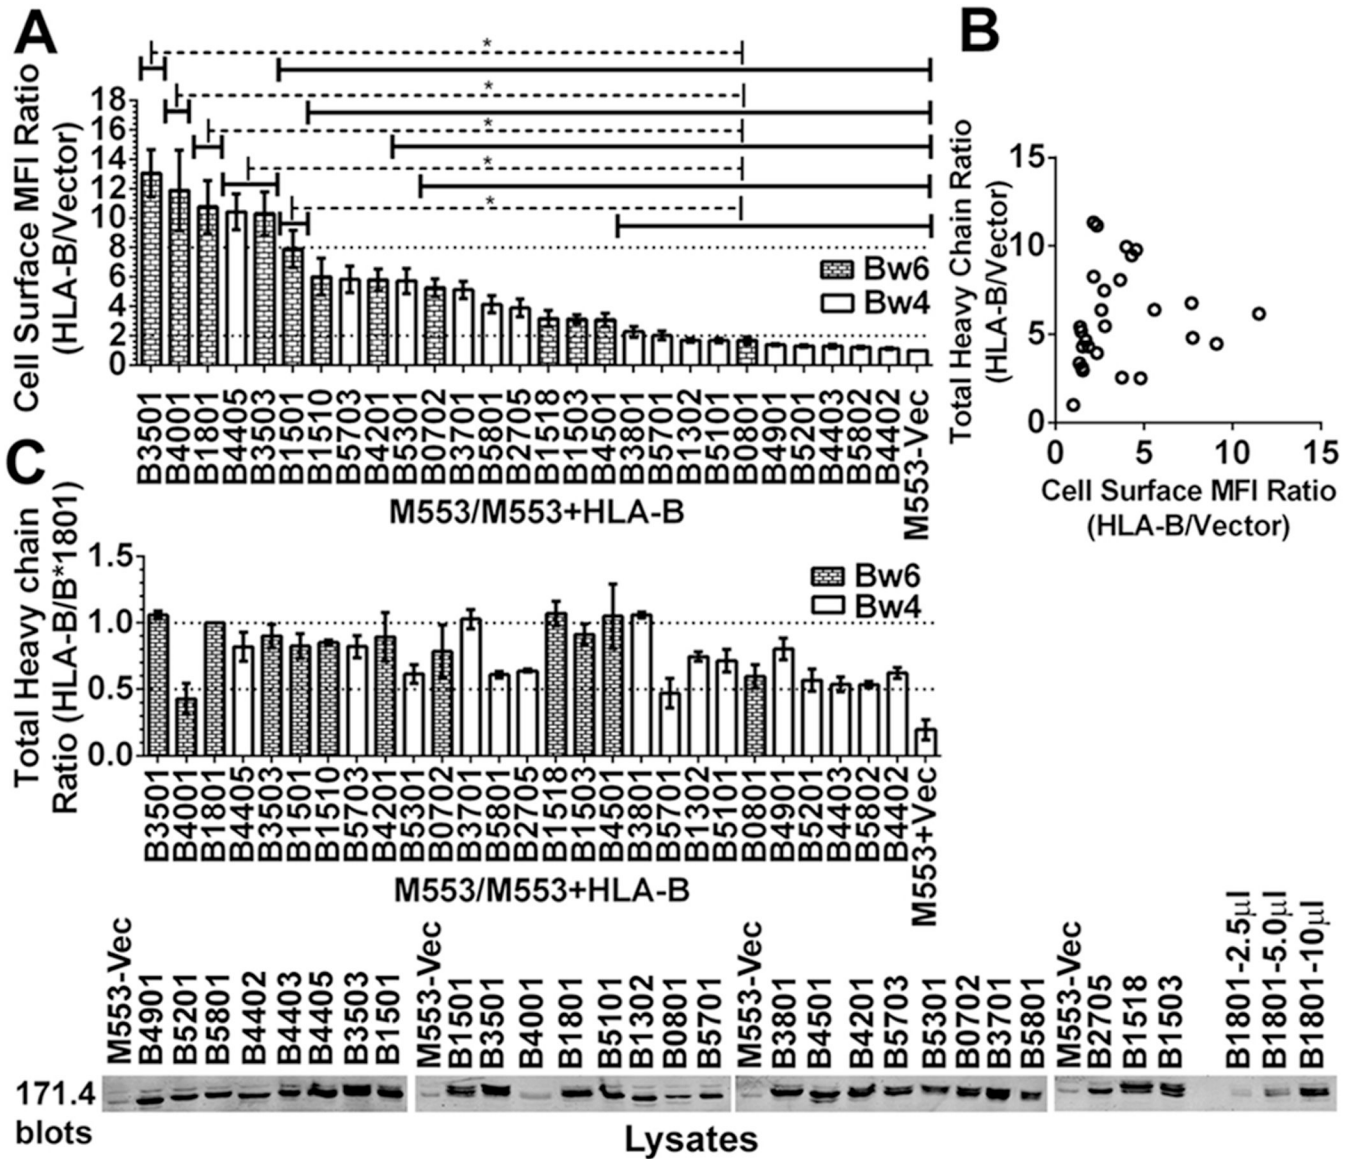 A
Cell Surface MFI Ratio
(HLA-B/Vector)
18
16
14
12
10
8
6
4
2
0
*
*
*
*
*
Bw6
Bw4
B3501
B4001
B1801
B4405
B3503
B1501
B1510
B5703
B4201
B5301
B0702
B3701
B5801
B2705
B1518
B1503
B4501
B3801
B5701
B1302
B5101
B0801
B4901
B5201
B4403
B5802
B4402
M553-Vec
M553/M553+HLA-B
B
Total Heavy Chain Ratio
(HLA-B/Vector)
15
10
5
0
0 5 10 15
Cell Surface MFI Ratio
(HLA-B/Vector)
C
Total Heavy chain
Ratio (HLA-B/B*1801)
1.5
1.0
0.5
0.0
Bw6
Bw4
B3501
B4001
B1801
B4405
B3503
B1501
B1510
B5703
B4201
B5301
B0702
B3701
B5801
B2705
B1518
B1503
B4501
B3801
B5701
B1302
B5101
B0801
B4901
B5201
B4403
B5802
B4402
M553+Vec
M553/M553+HLA-B
M553-Vec
B4901
B5201
B5801
B4402
B4403
B4405
B3503
B1501
M553-Vec
B1501
B3501
B4001
B1801
B5101
B1302
B0801
B5701
M553-Vec
B3801
B4501
B4201
B5703
B5301
B0702
B3701
B5801
M553-Vec
B2705
B1518
B1503
B1801-2.5µl
B1801-5.0µl
B1801-10µl
171.4
blots
Lysates